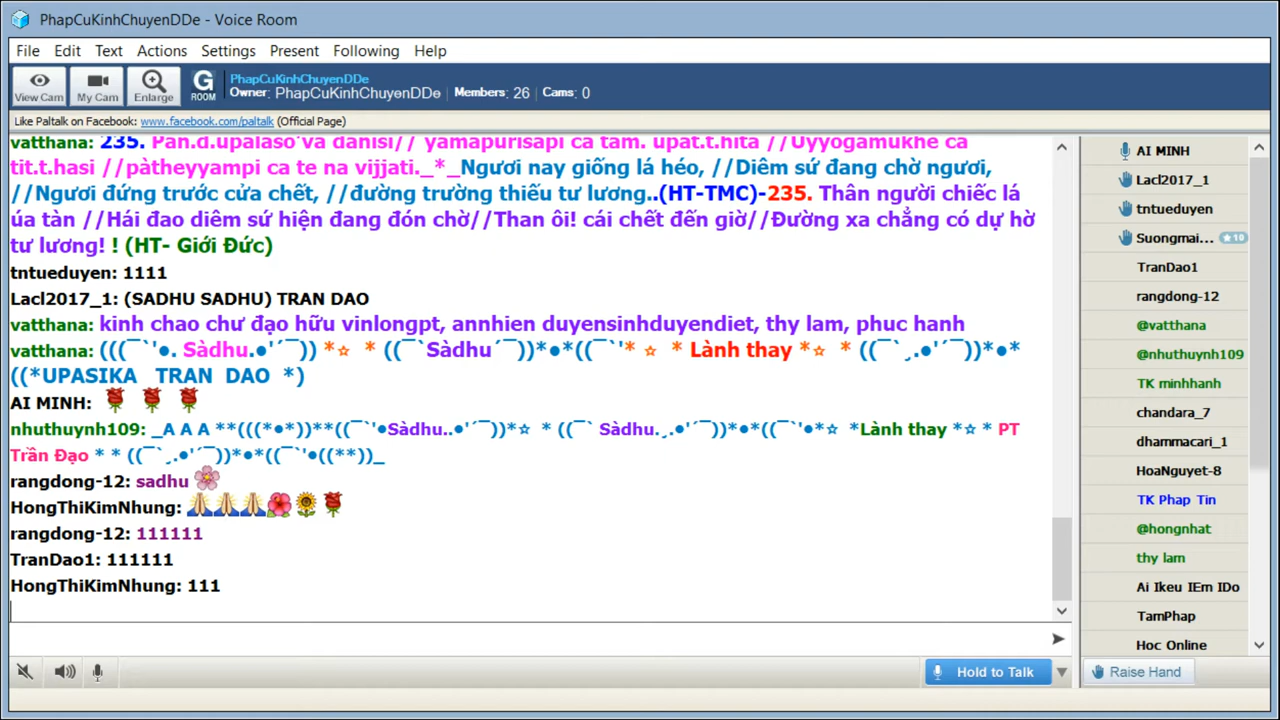 PhapCuKinhChuyenDDe - Voice Room
File Edit Text Actions Settings Present Following Help
View Cam My Cam Enlarge G ROOM
PhapCuKinhChuyenDDe
Owner: PhapCuKinhChuyenDDe Members: 26 Cams: 0
Like Paltalk on Facebook: www.facebook.com/paltalk (Official Page)
vatthana: 235. Pan.d.upalaso'va danisi// yamapurisapi ca tam. upat.t.hita //Uyyogamukhe ca
tit.t.hasi //pàtheyyampi ca te na vijjati._*_Ngươi nay giống lá héo, //Diêm sứ đang chờ ngươi,
//Ngươi đứng trước cửa chết, //đường trường thiếu tư lương..(HT-TMC)-235. Thân người chiếc lá
úa tàn //Hái đao diêm sứ hiện đang đón chờ//Than ôi! cái chết đến giờ//Đường xa chẳng có dự hờ
tư lương! ! (HT- Giới Đức)
tntueduyen: 1111
Lacl2017_1: (SADHU SADHU) TRAN DAO
vatthana: kinh chao chư đạo hữu vinlongpt, annhien duyensinhduyendiet, thy lam, phuc hanh
vatthana: (((¯`'•. Sàdhu.•'´¯)) *☆ * ((¯`Sàdhu´¯))*•*((¯`'* ☆ * Lành thay *☆ * ((¯`¸.•'´¯))*•*
((*UPASIKA TRAN DAO *)
AI MINH: 🌹 🌹 🌹
nhuthuynh109: _A A A **(((*•*))**((¯`'•Sàdhu..•'´¯))*☆ * ((¯` Sàdhu.¸.•'´¯))*•*((¯`'•*☆ *Lành thay *☆* PT
Trần Đạo * * ((¯`¸.•'´¯))*•*((¯`'•((**))_
rangdong-12: sadhu 🌸
HongThiKimNhung: 🙏🙏🙏🌺🌻🌹
rangdong-12: 111111
TranDao1: 111111
HongThiKimNhung: 111
Hold to Talk
AI MINH
Lacl2017_1
tntueduyen
Suongmai... ★10
TranDao1
rangdong-12
@vatthana
@nhuthuynh109
TK minhhanh
chandara_7
dhammacari_1
HoaNguyet-8
TK Phap Tin
@hongnhat
thy lam
Ai Ikeu IEm IDo
TamPhap
Hoc Online
Raise Hand